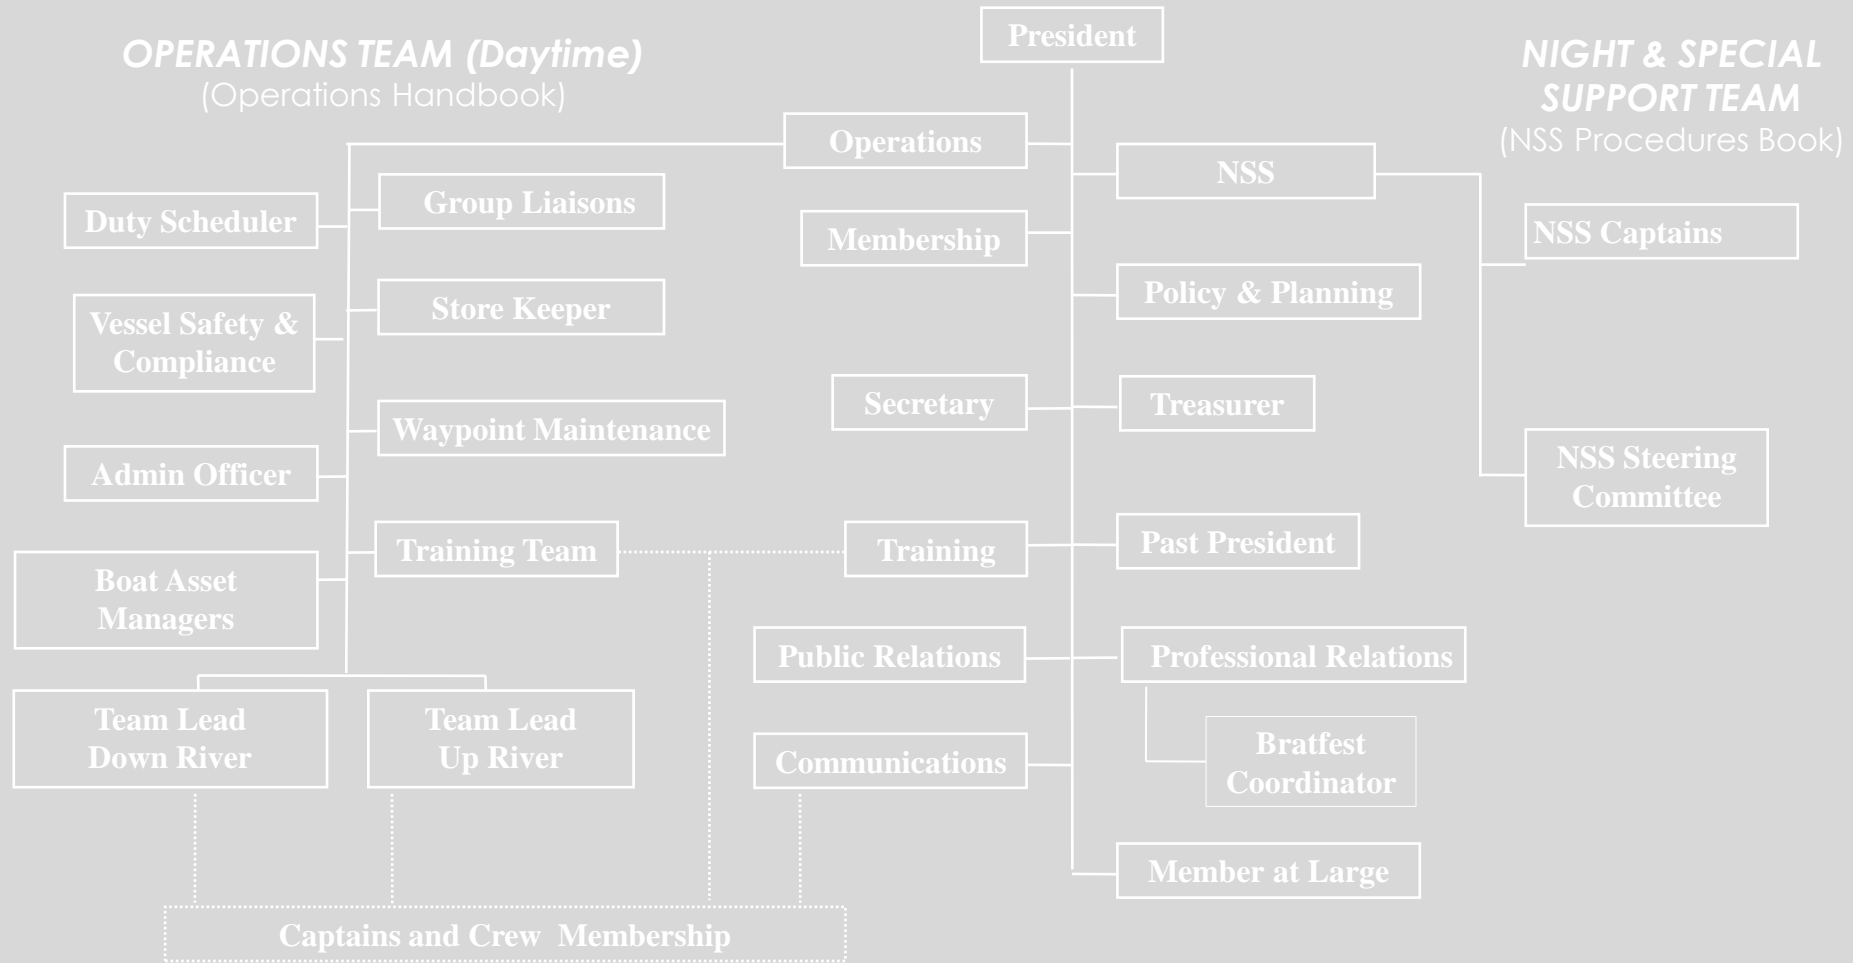 President
OPERATIONS TEAM (Daytime)
(Operations Handbook)
NIGHT & SPECIAL
SUPPORT TEAM
(NSS Procedures Book)
Operations
NSS
Group Liaisons
Duty Scheduler
Membership
NSS Captains
Store Keeper
Vessel Safety &
Compliance
Policy & Planning
Waypoint Maintenance
Secretary
Treasurer
Admin Officer
NSS Steering
Committee
Training Team
Training
Past President
Boat Asset
Managers
Public Relations
Professional Relations
Team Lead
Down River
Team Lead
Up River
Communications
Bratfest
Coordinator
Member at Large
Captains and Crew  Membership